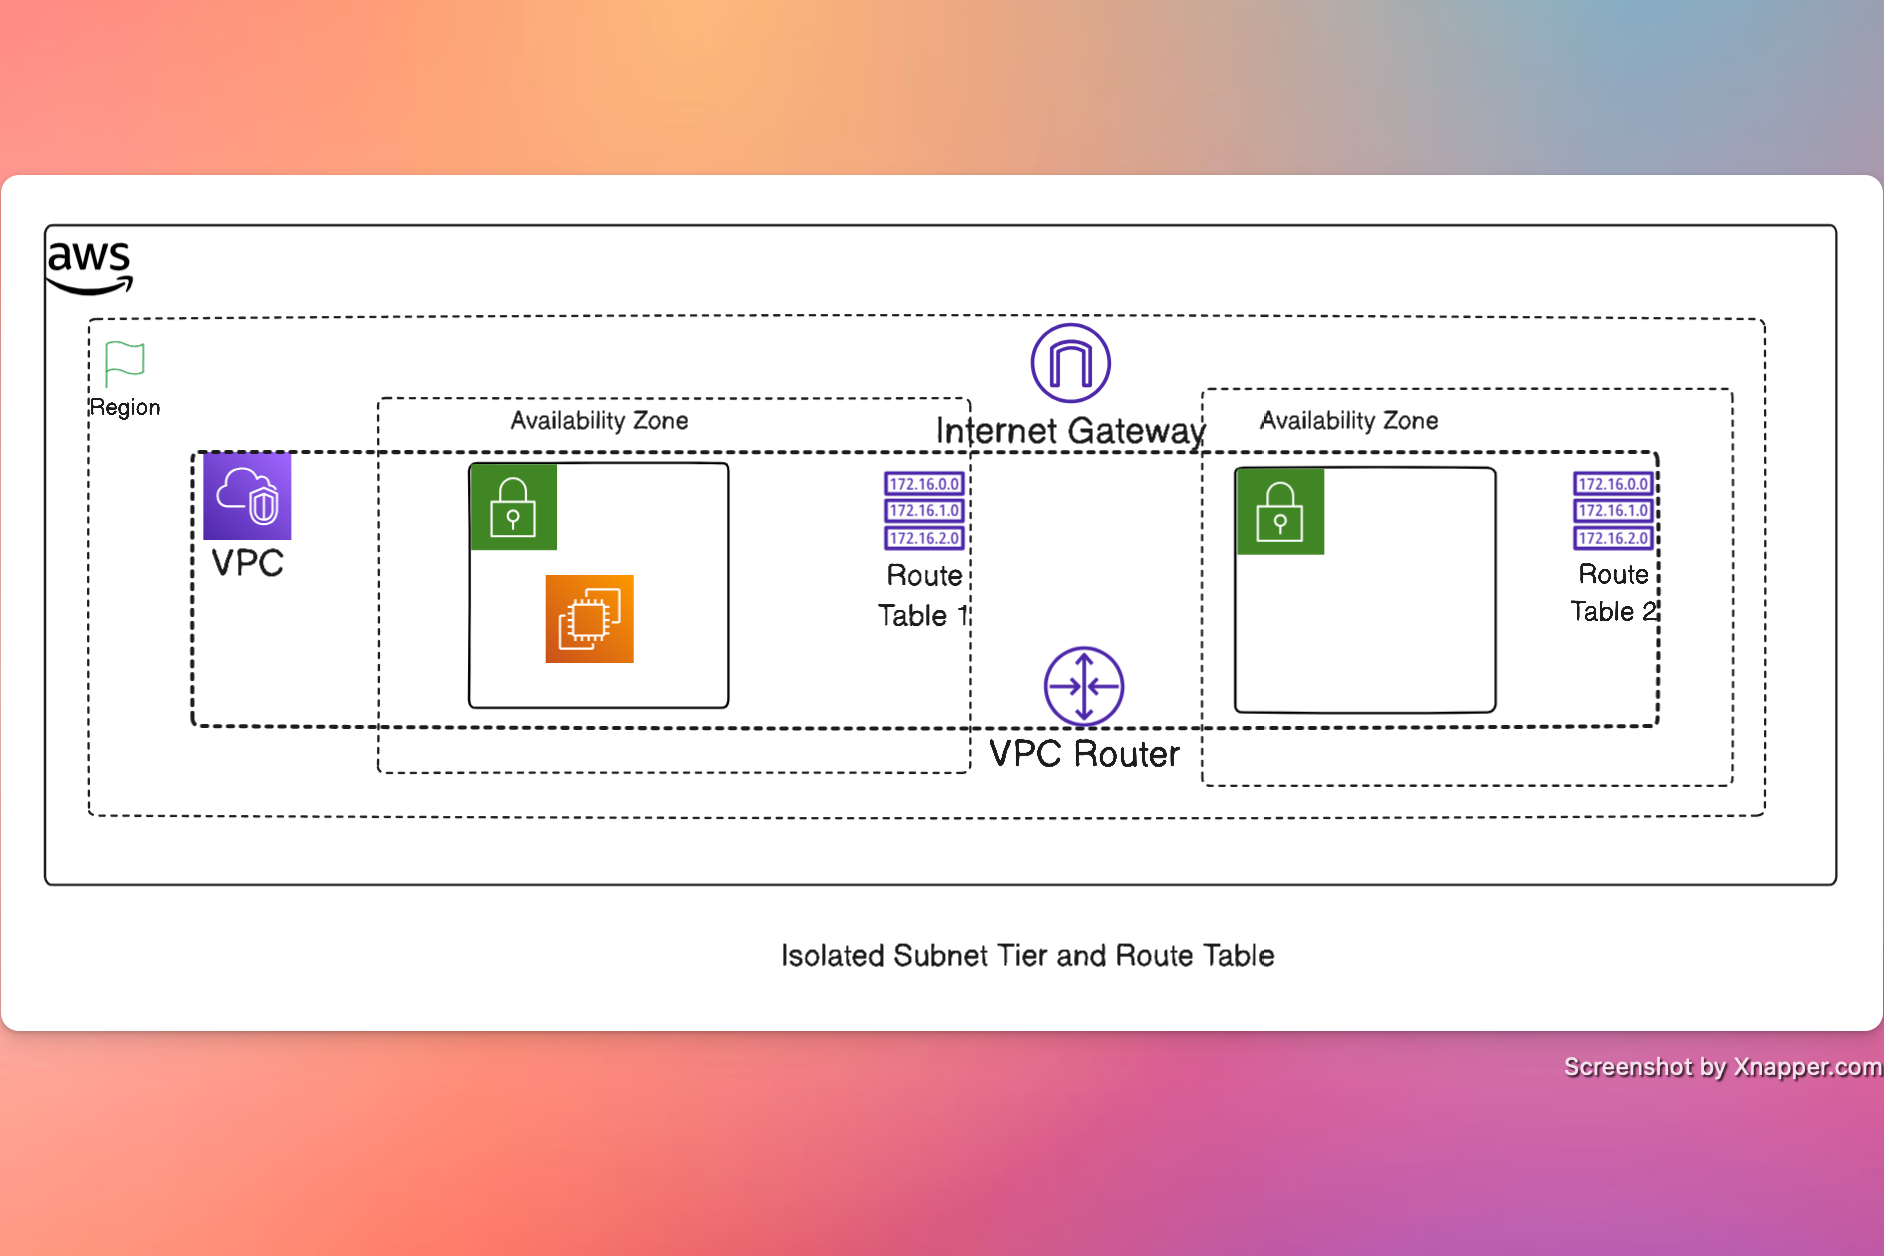 aws
Region
Availability Zone
Internet Gateway
Availability Zone
VPC
172.16.0.0
172.16.1.0
172.16.2.0
Route
Table 1
172.16.0.0
172.16.1.0
172.16.2.0
Route
Table 2
VPC Router
Isolated Subnet Tier and Route Table
Screenshot by Xnapper.com